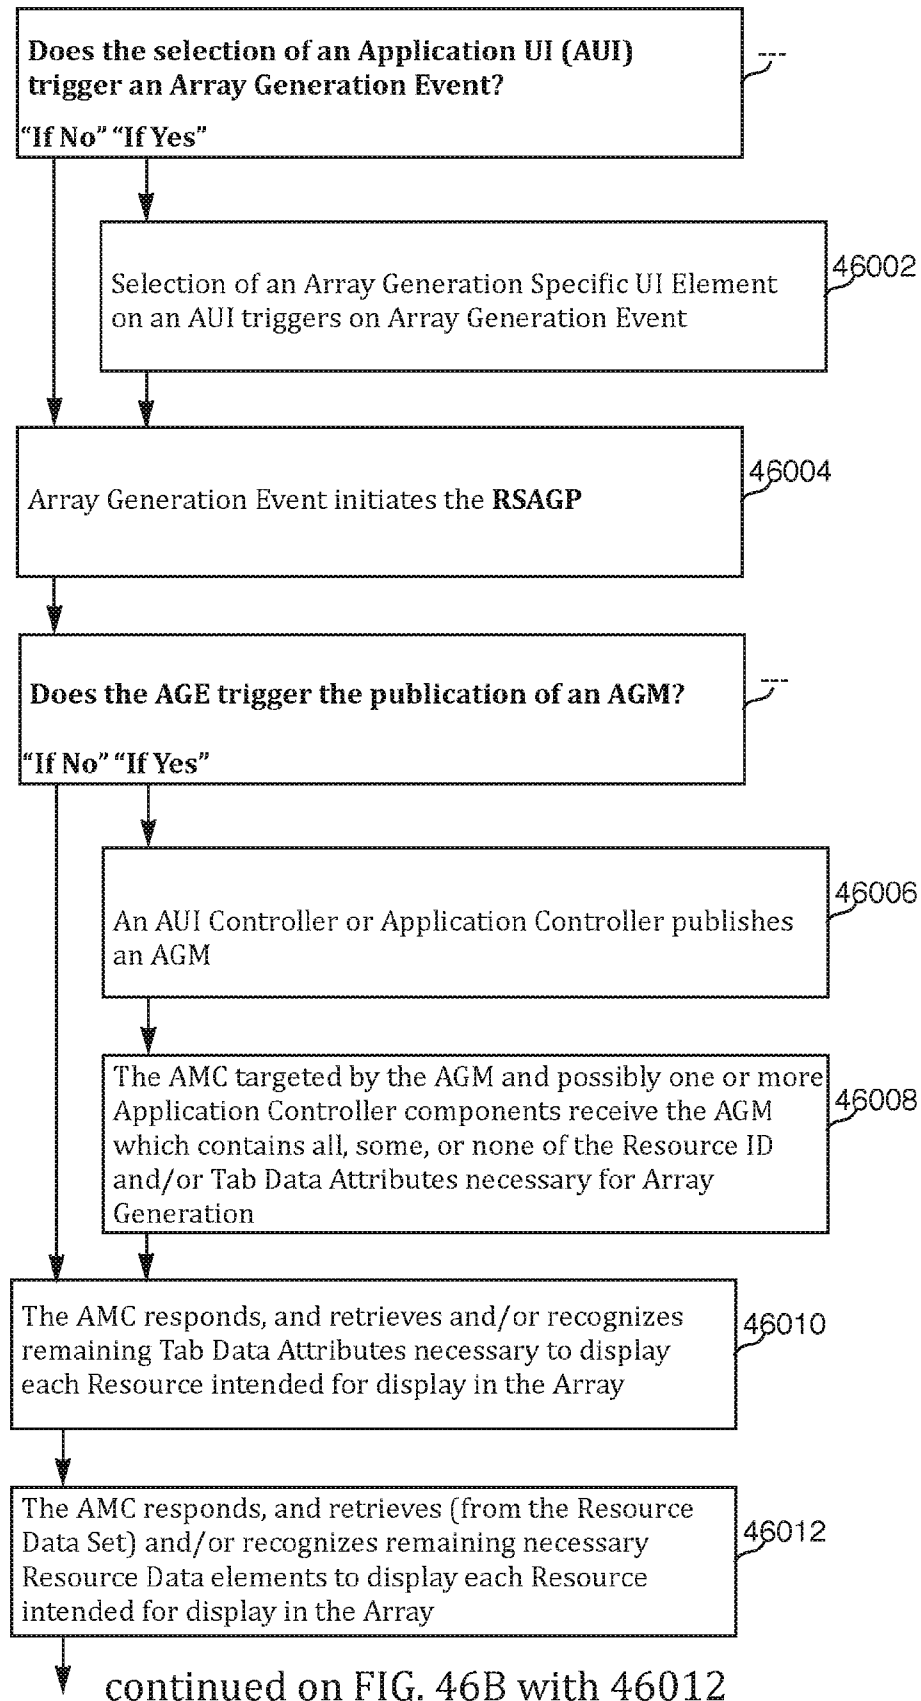 Does the selection of an Application UI (AUI)
trigger an Array Generation Event?
---
“If No” “If Yes”
Selection of an Array Generation Specific UI Element
on an AUI triggers on Array Generation Event
46002
Array Generation Event initiates the RSAGP
46004
Does the AGE trigger the publication of an AGM?
---
“If No” “If Yes”
An AUI Controller or Application Controller publishes
an AGM
46006
The AMC targeted by the AGM and possibly one or more
Application Controller components receive the AGM
which contains all, some, or none of the Resource ID
and/or Tab Data Attributes necessary for Array
Generation
46008
The AMC responds, and retrieves and/or recognizes
remaining Tab Data Attributes necessary to display
each Resource intended for display in the Array
46010
The AMC responds, and retrieves (from the Resource
Data Set) and/or recognizes remaining necessary
Resource Data elements to display each Resource
intended for display in the Array
46012
continued on FIG. 46B with 46012